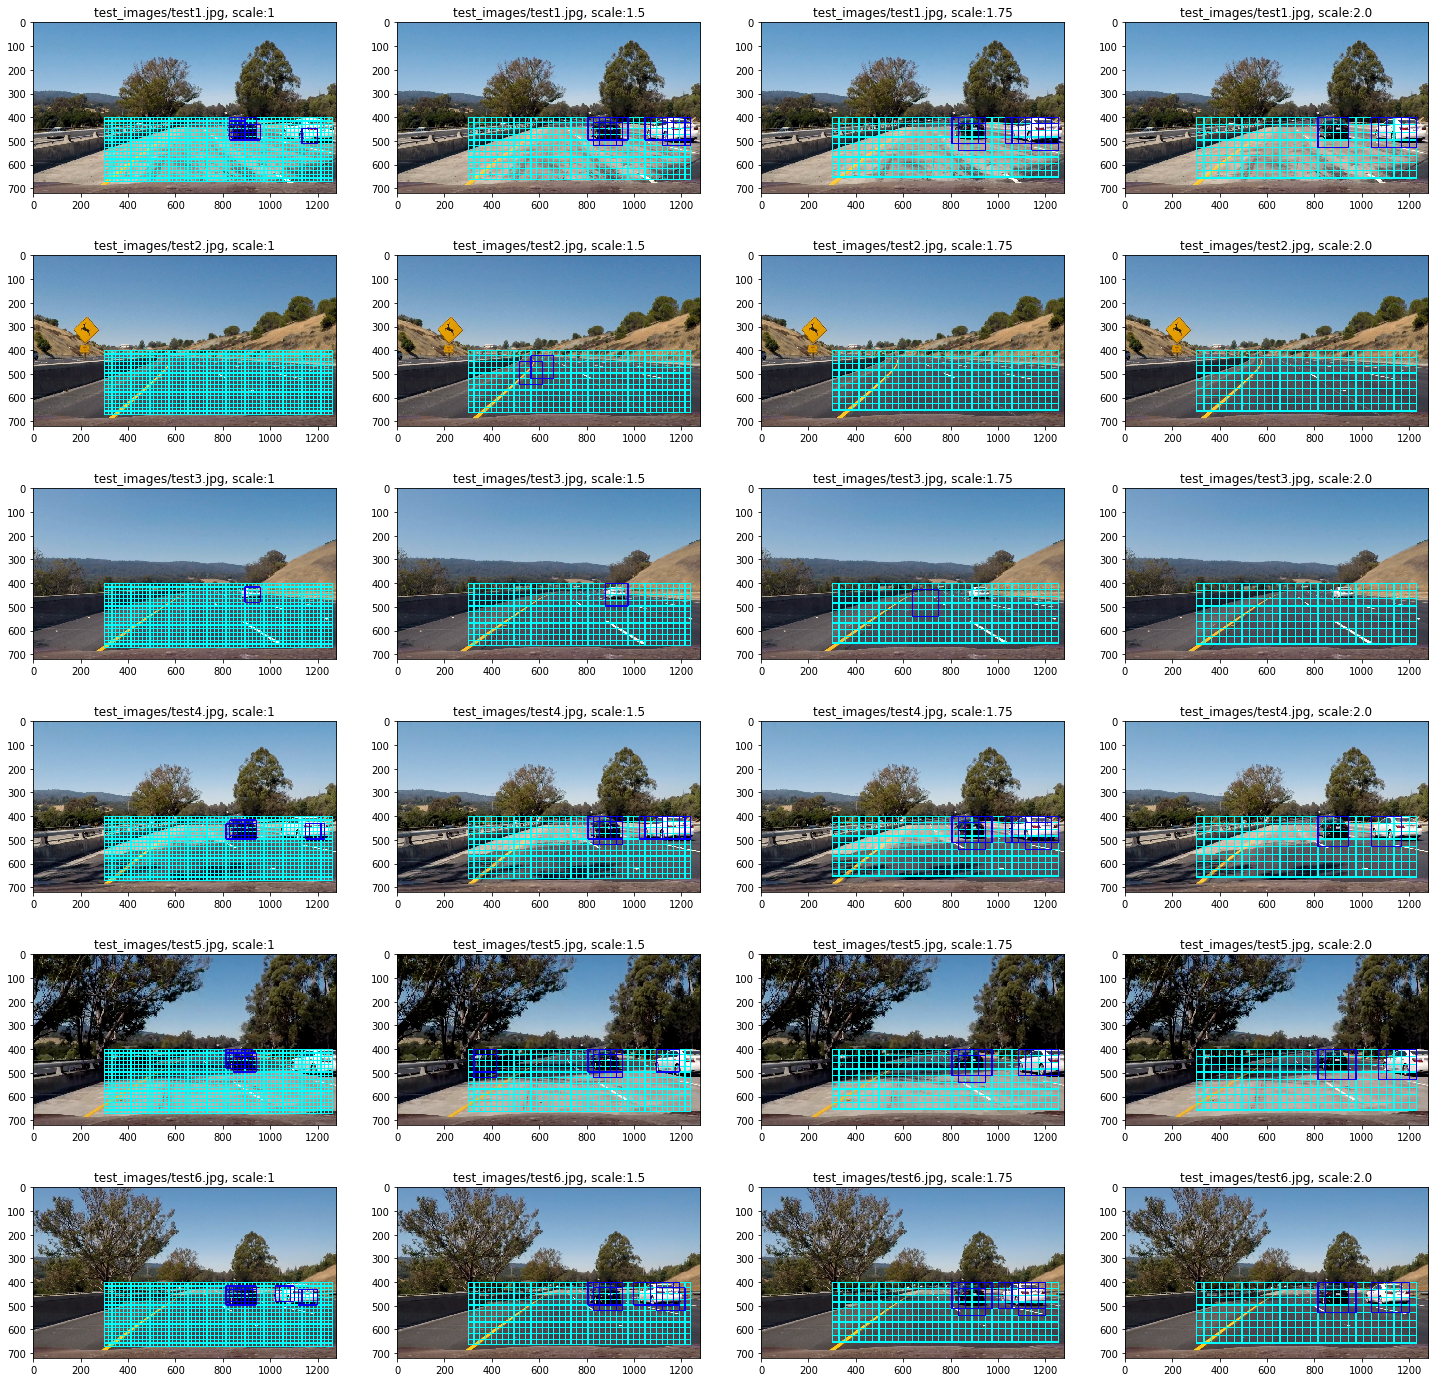 test_images/test1.jpg, scale:1 test_images/test1.jpg, scale:1.5 test_images/test1.jpg, scale:1.75 test_images/test1.jpg, scale:2.0
0 0 0 0
100 100 100 100
200 200 200 200
300 300 300 300
400 400 400 400
500 500 500 500
600 600 600 600
700 700 700 700
0 200 400 600 800 1000 1200 0 200 400 600 800 1000 1200 0 200 400 600 800 1000 1200 0 200 400 600 800 1000 1200
test_images/test2.jpg, scale:1 test_images/test2.jpg, scale:1.5 test_images/test2.jpg, scale:1.75 test_images/test2.jpg, scale:2.0
0 0 0 0
100 100 100 100
200 200 200 200
300 300 300 300
400 400 400 400
500 500 500 500
600 600 600 600
700 700 700 700
0 200 400 600 800 1000 1200 0 200 400 600 800 1000 1200 0 200 400 600 800 1000 1200 0 200 400 600 800 1000 1200
test_images/test3.jpg, scale:1 test_images/test3.jpg, scale:1.5 test_images/test3.jpg, scale:1.75 test_images/test3.jpg, scale:2.0
0 0 0 0
100 100 100 100
200 200 200 200
300 300 300 300
400 400 400 400
500 500 500 500
600 600 600 600
700 700 700 700
0 200 400 600 800 1000 1200 0 200 400 600 800 1000 1200 0 200 400 600 800 1000 1200 0 200 400 600 800 1000 1200
test_images/test4.jpg, scale:1 test_images/test4.jpg, scale:1.5 test_images/test4.jpg, scale:1.75 test_images/test4.jpg, scale:2.0
0 0 0 0
100 100 100 100
200 200 200 200
300 300 300 300
400 400 400 400
500 500 500 500
600 600 600 600
700 700 700 700
0 200 400 600 800 1000 1200 0 200 400 600 800 1000 1200 0 200 400 600 800 1000 1200 0 200 400 600 800 1000 1200
test_images/test5.jpg, scale:1 test_images/test5.jpg, scale:1.5 test_images/test5.jpg, scale:1.75 test_images/test5.jpg, scale:2.0
0 0 0 0
100 100 100 100
200 200 200 200
300 300 300 300
400 400 400 400
500 500 500 500
600 600 600 600
700 700 700 700
0 200 400 600 800 1000 1200 0 200 400 600 800 1000 1200 0 200 400 600 800 1000 1200 0 200 400 600 800 1000 1200
test_images/test6.jpg, scale:1 test_images/test6.jpg, scale:1.5 test_images/test6.jpg, scale:1.75 test_images/test6.jpg, scale:2.0
0 0 0 0
100 100 100 100
200 200 200 200
300 300 300 300
400 400 400 400
500 500 500 500
600 600 600 600
700 700 700 700
0 200 400 600 800 1000 1200 0 200 400 600 800 1000 1200 0 200 400 600 800 1000 1200 0 200 400 600 800 1000 1200